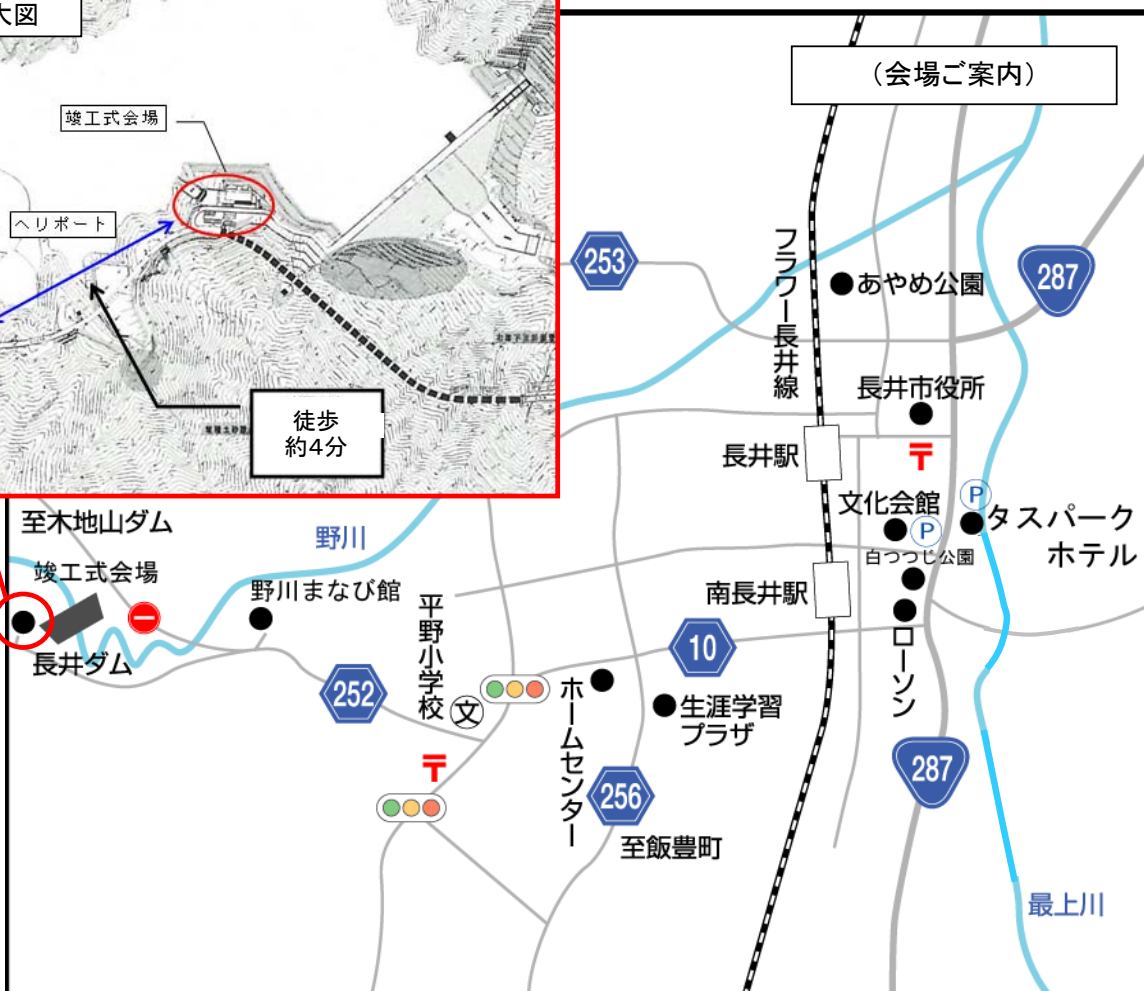 大図
(会場ご案内)
竣工式会場
ヘリポート
徒歩
約4分
253
フラワー長井線
あやめ公園
287
長井市役所
長井駅
〒
文化会館
P
P
タスパーク
ホテル
白つつじ公園
至木地山ダム
野川
竣工式会場
野川まなび館
南長井駅
長井ダム
平野小学校
文
252
10
ローソン
ホームセンター
生涯学習
プラザ
〒
287
256
至飯豊町
最上川